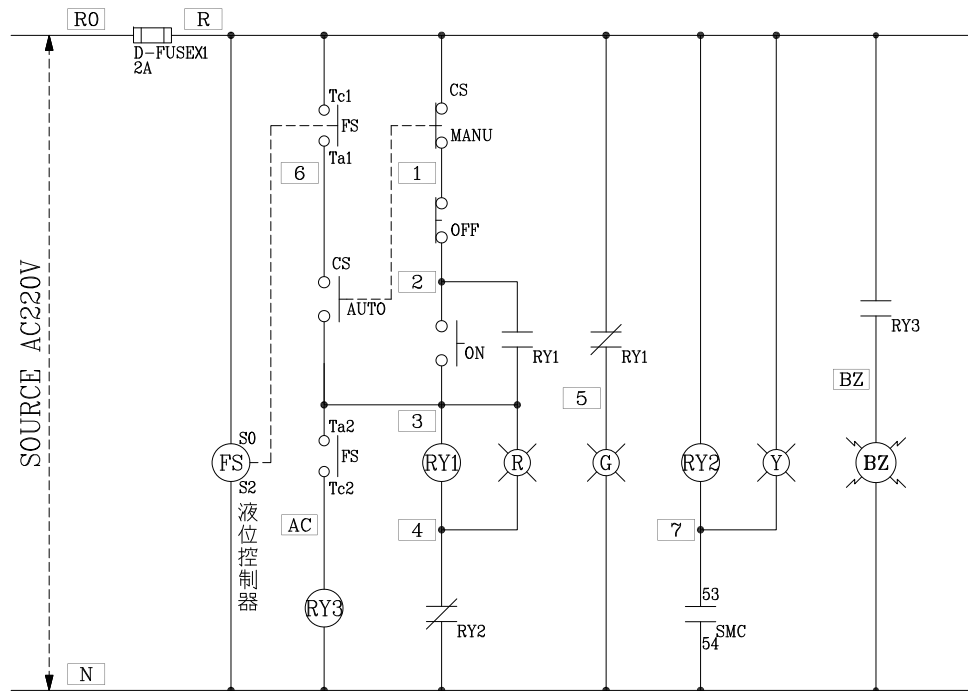 R0
R
D-FUSEX1
2A
Tc1
FS
Ta1
CS
MANU
6
1
OFF
CS
AUTO
2
ON
RY1
RY1
RY3
BZ
5
3
Ta2
FS
Tc2
S0
FS
S2
液位控制器
RY1
R
G
RY2
Y
BZ
AC
4
7
RY3
RY2
53
SMC
54
N
SOURCE AC220V